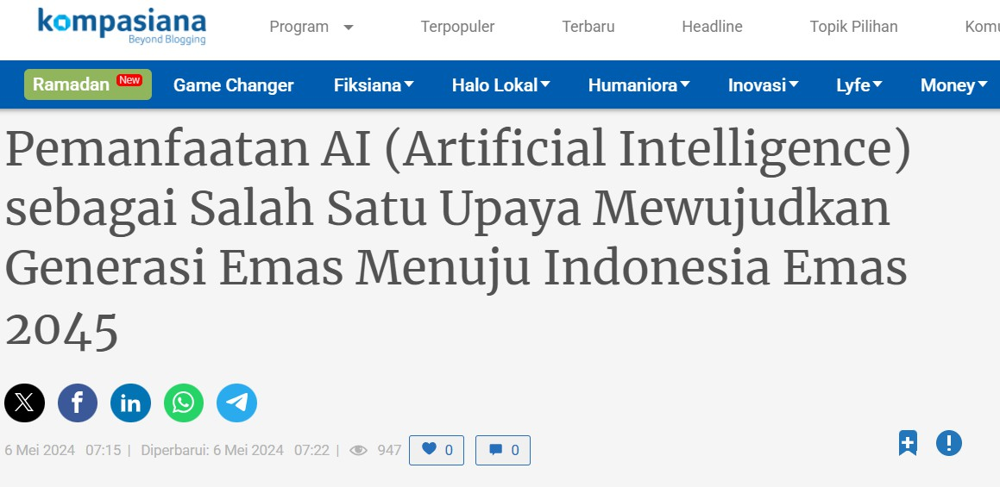 kompasiana
Beyond Blogging
Program Terpopuler Terbaru Headline Topik Pilihan
Ramadan New Game Changer Fiksiana Halo Lokal Humaniora Inovasi Lyfe Money
Pemanfaatan AI (Artificial Intelligence)
sebagai Salah Satu Upaya Mewujudkan
Generasi Emas Menuju Indonesia Emas
2045
6 Mei 2024 07:15 | Diperbarui: 6 Mei 2024 07:22 | 947 0 0